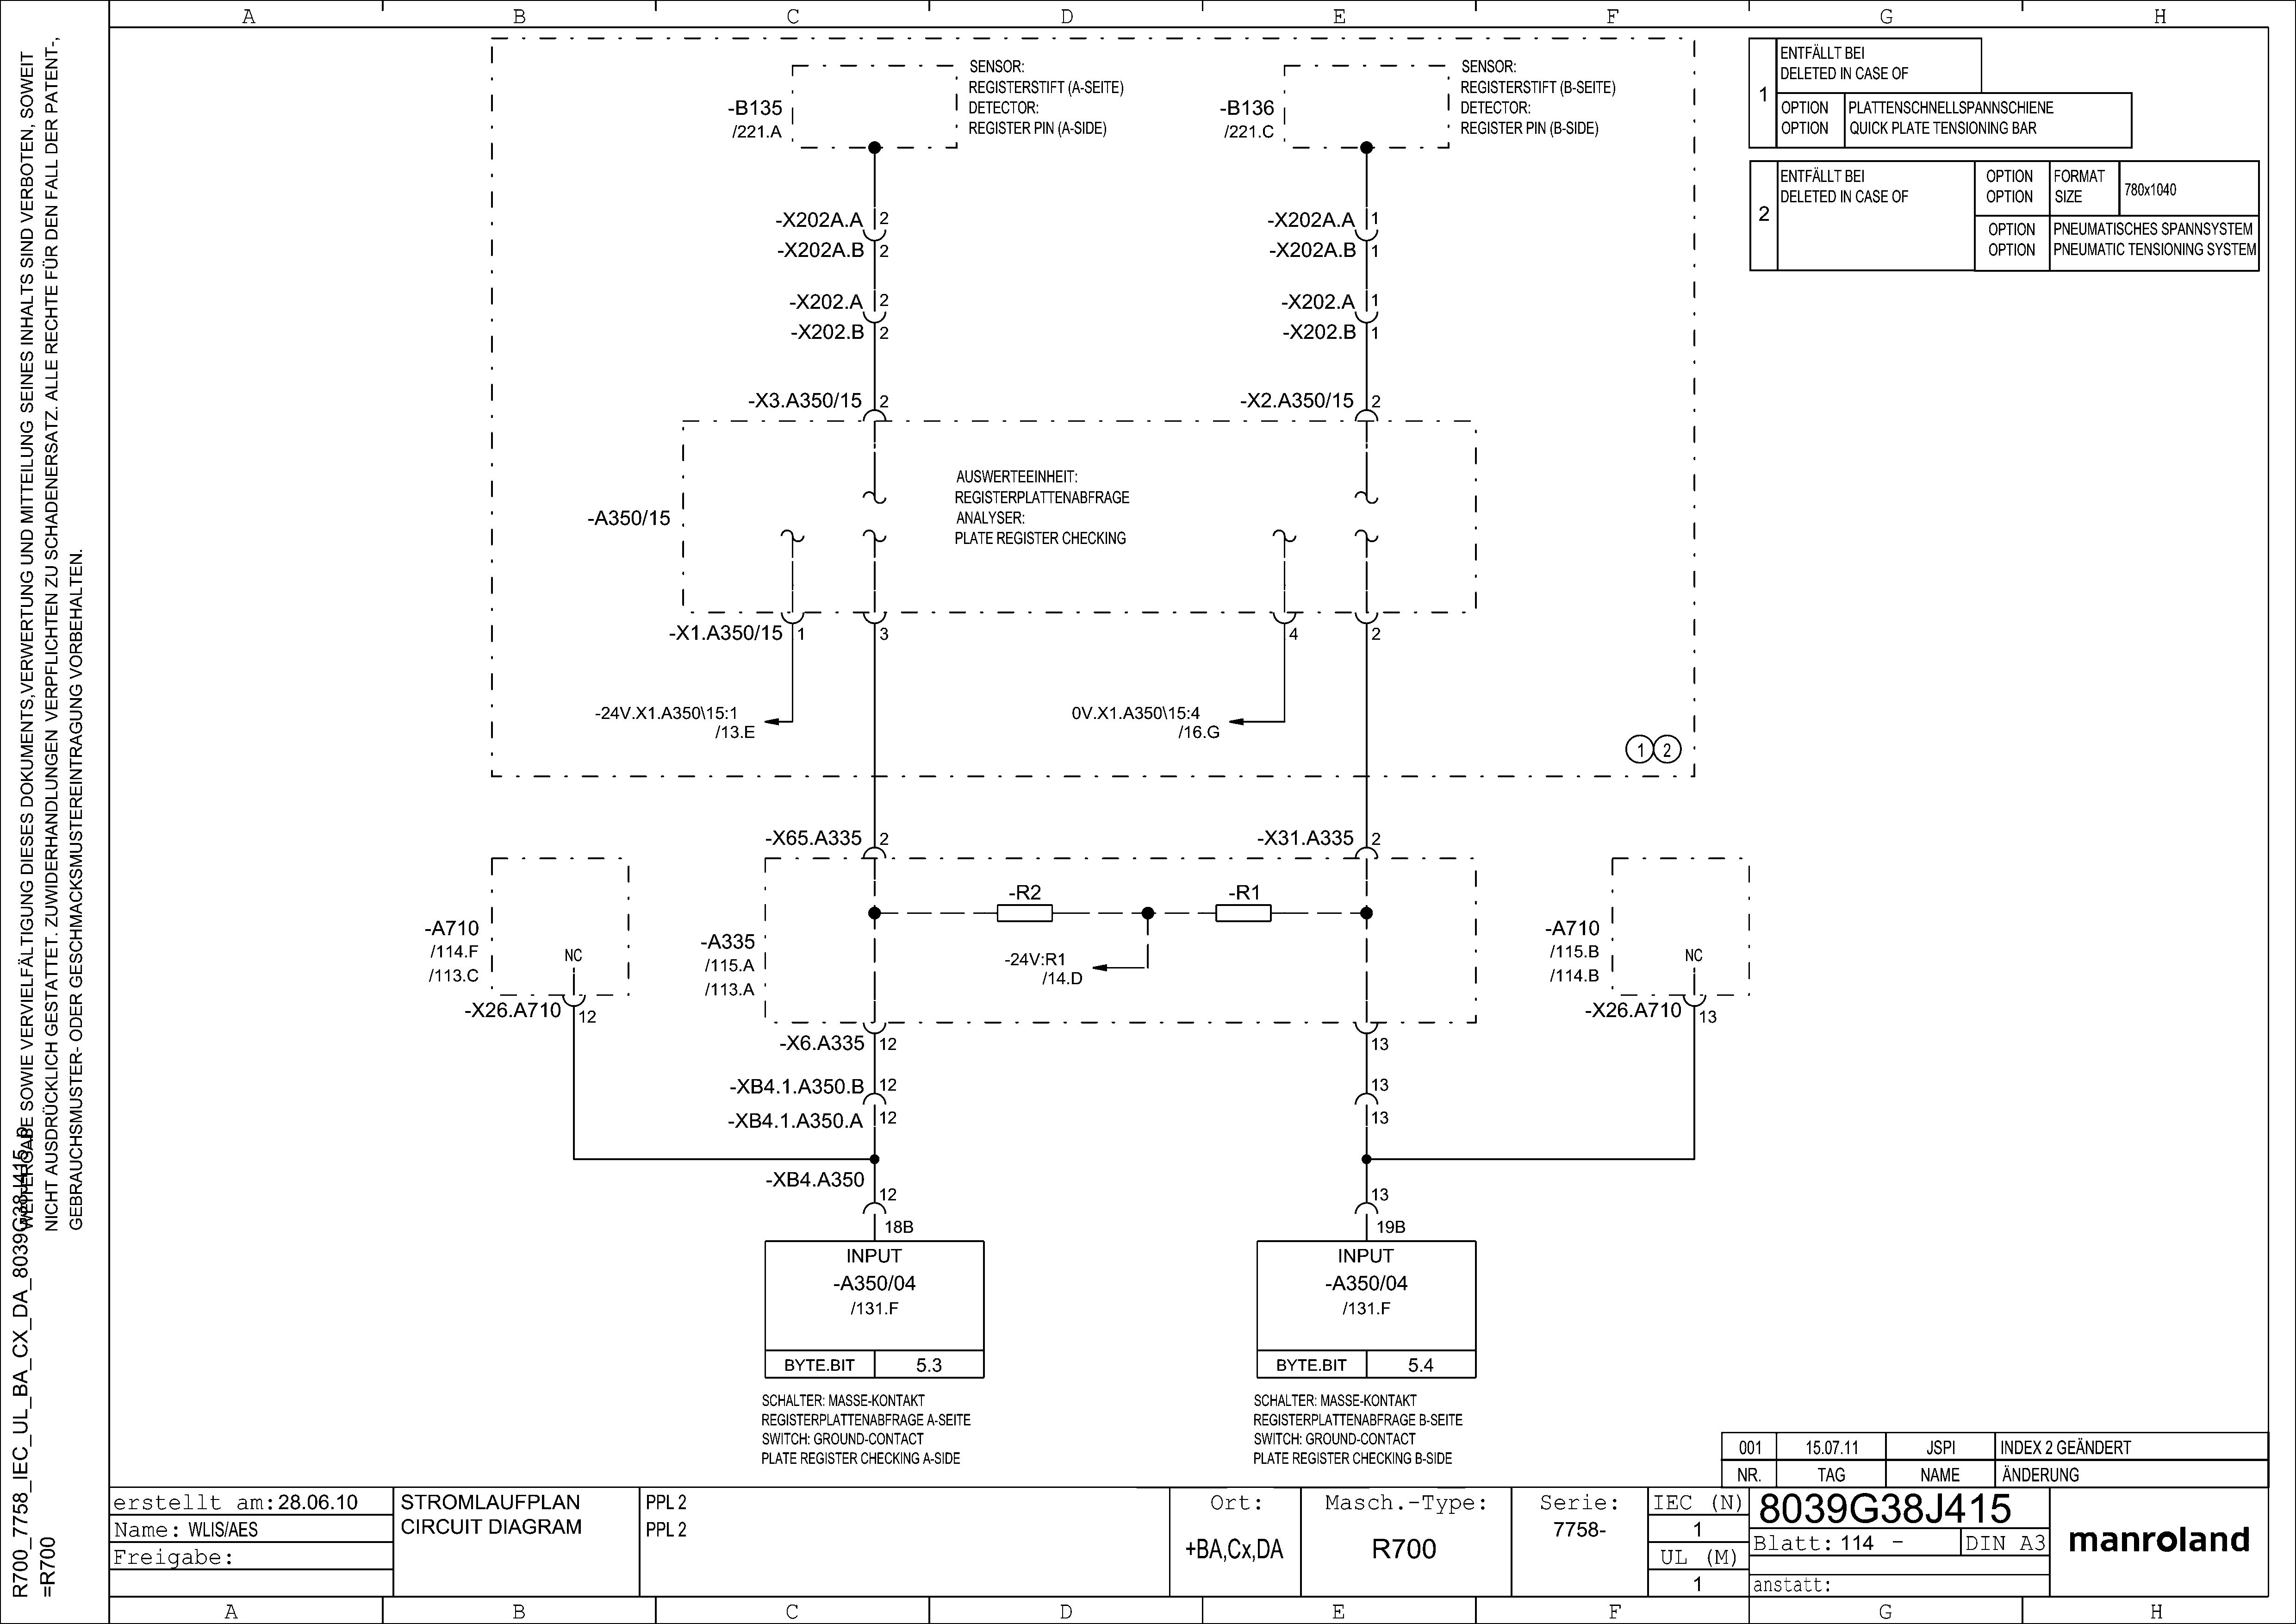 A B C D E F G H
WEITERGABE SOWIE VERVIELFÄLTIGUNG DIESES DOKUMENTS,VERWERTUNG UND MITTEILUNG SEINES INHALTS SIND VERBOTEN, SOWEIT
NICHT AUSDRÜCKLICH GESTATTET. ZUWIDERHANDLUNGEN VERPFLICHTEN ZU SCHADENERSATZ. ALLE RECHTE FÜR DEN FALL DER PATENT-,
GEBRAUCHSMUSTER- ODER GESCHMACKSMUSTEREINTRAGUNG VORBEHALTEN.
R700_7758_IEC_UL_BA_CX_DA_8039G38J415_D
=R700
-B135
/221.A
SENSOR:
REGISTERSTIFT (A-SEITE)
DETECTOR:
REGISTER PIN (A-SIDE)
-B136
/221.C
SENSOR:
REGISTERSTIFT (B-SEITE)
DETECTOR:
REGISTER PIN (B-SIDE)
1
ENTFÄLLT BEI
DELETED IN CASE OF
OPTION PLATTENSCHNELLSPANNSCHIENE
OPTION QUICK PLATE TENSIONING BAR
2
ENTFÄLLT BEI
DELETED IN CASE OF
OPTION FORMAT
OPTION SIZE
780x1040
OPTION PNEUMATISCHES SPANNSYSTEM
OPTION PNEUMATIC TENSIONING SYSTEM
-X202A.A 2
-X202A.B 2
-X202A.A 1
-X202A.B 1
-X202.A 2
-X202.B 2
-X202.A 1
-X202.B 1
-X3.A350/15 2
-X2.A350/15 2
-A350/15
AUSWERTEEINHEIT:
REGISTERPLATTENABFRAGE
ANALYSER:
PLATE REGISTER CHECKING
-X1.A350/15 1 3 4 2
-24V.X1.A350\15:1
/13.E
0V.X1.A350\15:4
/16.G
1 2
-X65.A335 2
-X31.A335 2
-A710
/114.F
/113.C
NC
-X26.A710 12
-A335
/115.A
/113.A
-R2
-R1
-24V:R1
/14.D
-A710
/115.B
/114.B
NC
-X26.A710 13
-X6.A335 12 13
-XB4.1.A350.B 12 13
-XB4.1.A350.A 12 13
-XB4.A350
12 13
18B 19B
INPUT
-A350/04
/131.F
BYTE.BIT 5.3
INPUT
-A350/04
/131.F
BYTE.BIT 5.4
SCHALTER: MASSE-KONTAKT
REGISTERPLATTENABFRAGE A-SEITE
SWITCH: GROUND-CONTACT
PLATE REGISTER CHECKING A-SIDE
SCHALTER: MASSE-KONTAKT
REGISTERPLATTENABFRAGE B-SEITE
SWITCH: GROUND-CONTACT
PLATE REGISTER CHECKING B-SIDE
001 15.07.11 JSPI INDEX 2 GEÄNDERT
NR. TAG NAME ÄNDERUNG
erstellt am: 28.06.10
Name: WLIS/AES
Freigabe:
STROMLAUFPLAN
CIRCUIT DIAGRAM
PPL 2
PPL 2
Ort:
+BA,Cx,DA
Masch.-Type:
R700
Serie:
7758-
IEC (N)
1
UL (M)
1
8039G38J415
Blatt: 114 -
DIN A3
anstatt:
manroland
A B C D E F G H